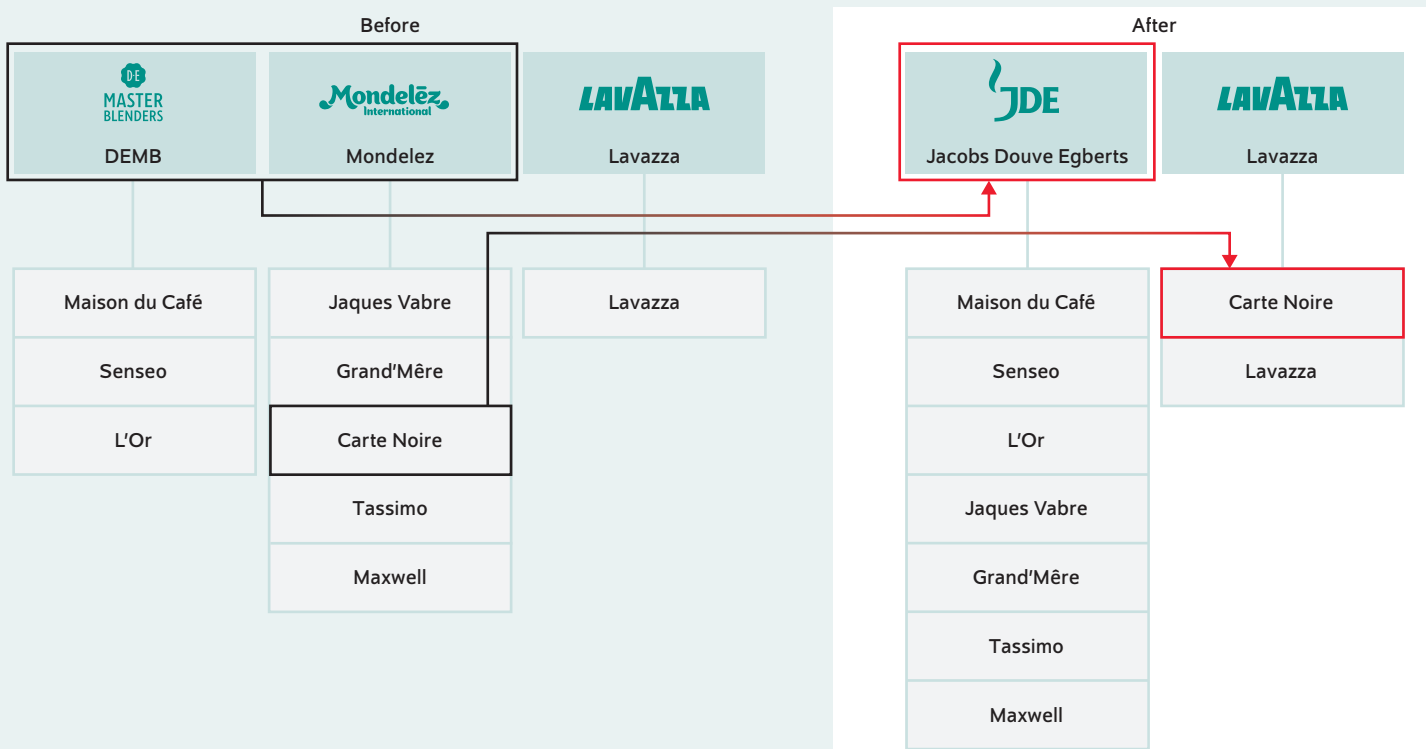 Before
D·E
MASTER
BLENDERS
DEMB
Mondelēz
International
Mondelez
LAVAZZA
Lavazza
Maison du Café
Senseo
L'Or
Jaques Vabre
Grand'Mêre
Carte Noire
Tassimo
Maxwell
Lavazza
After
JDE
Jacobs Douve Egberts
LAVAZZA
Lavazza
Maison du Café
Senseo
L'Or
Jaques Vabre
Grand'Mêre
Tassimo
Maxwell
Carte Noire
Lavazza